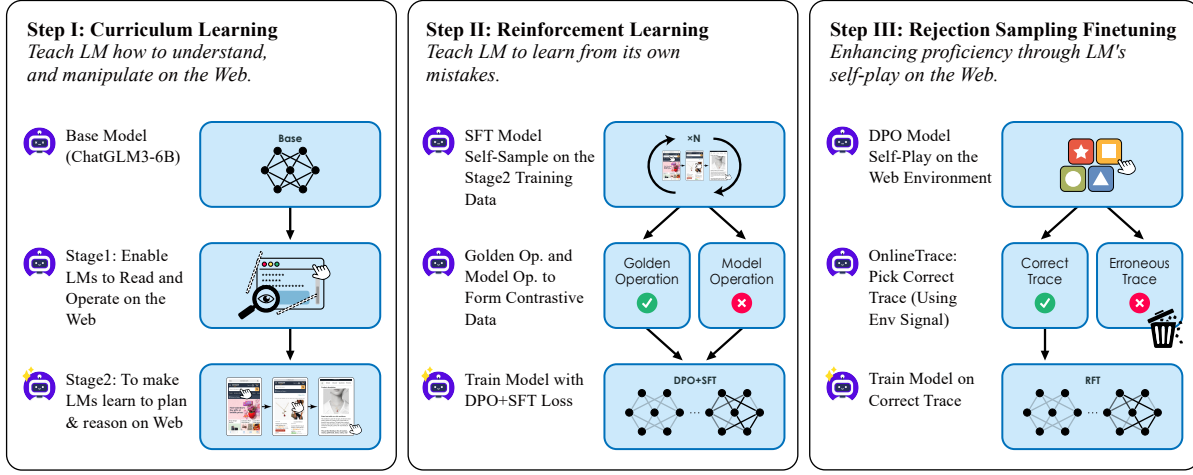 Step I: Curriculum Learning
Teach LM how to understand,
and manipulate on the Web.
Base Model
(ChatGLM3-6B)
Base
Stage1: Enable
LMs to Read and
Operate on the
Web
Stage2: To make
LMs learn to plan
& reason on Web
Step II: Reinforcement Learning
Teach LM to learn from its own
mistakes.
SFT Model
Self-Sample on the
Stage2 Training
Data
×N
Golden Op. and
Model Op. to
Form Contrastive
Data
Golden
Operation
Model
Operation
Train Model with
DPO+SFT Loss
DPO+SFT
...
Step III: Rejection Sampling Finetuning
Enhancing proficiency through LM's
self-play on the Web.
DPO Model
Self-Play on the
Web Environment
OnlineTrace:
Pick Correct
Trace (Using
Env Signal)
Correct
Trace
Erroneous
Trace
Train Model on
Correct Trace
RFT
...